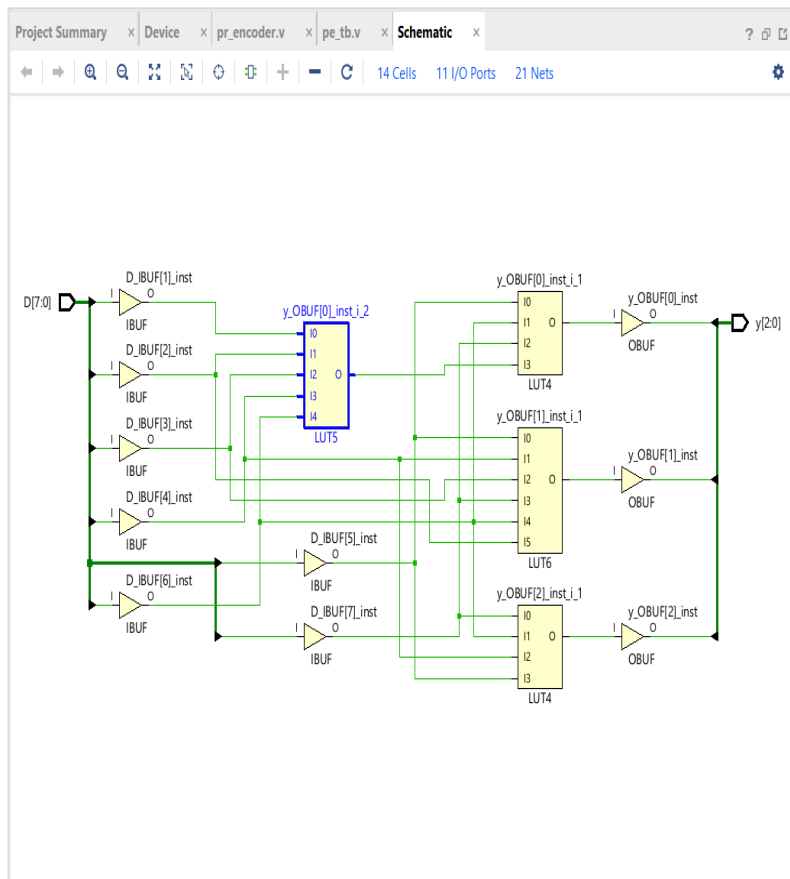 Project Summary × Device × pr_encoder.v × pe_tb.v × Schematic × ?
14 Cells 11 I/O Ports 21 Nets
D[7:0]
D_IBUF[1]_inst
I O
IBUF
D_IBUF[2]_inst
I O
IBUF
D_IBUF[3]_inst
I O
IBUF
D_IBUF[4]_inst
I O
IBUF
D_IBUF[6]_inst
I O
IBUF
y_OBUF[0]_inst_i_2
I0
I1
I2 O
I3
I4
LUT5
D_IBUF[5]_inst
I O
IBUF
D_IBUF[7]_inst
I O
IBUF
y_OBUF[0]_inst_i_1
I0
I1 O
I2
I3
LUT4
y_OBUF[1]_inst_i_1
I0
I1
I2 O
I3
I4
I5
LUT6
y_OBUF[2]_inst_i_1
I0
I1 O
I2
I3
LUT4
y_OBUF[0]_inst
I O
OBUF
y_OBUF[1]_inst
I O
OBUF
y_OBUF[2]_inst
I O
OBUF
y[2:0]